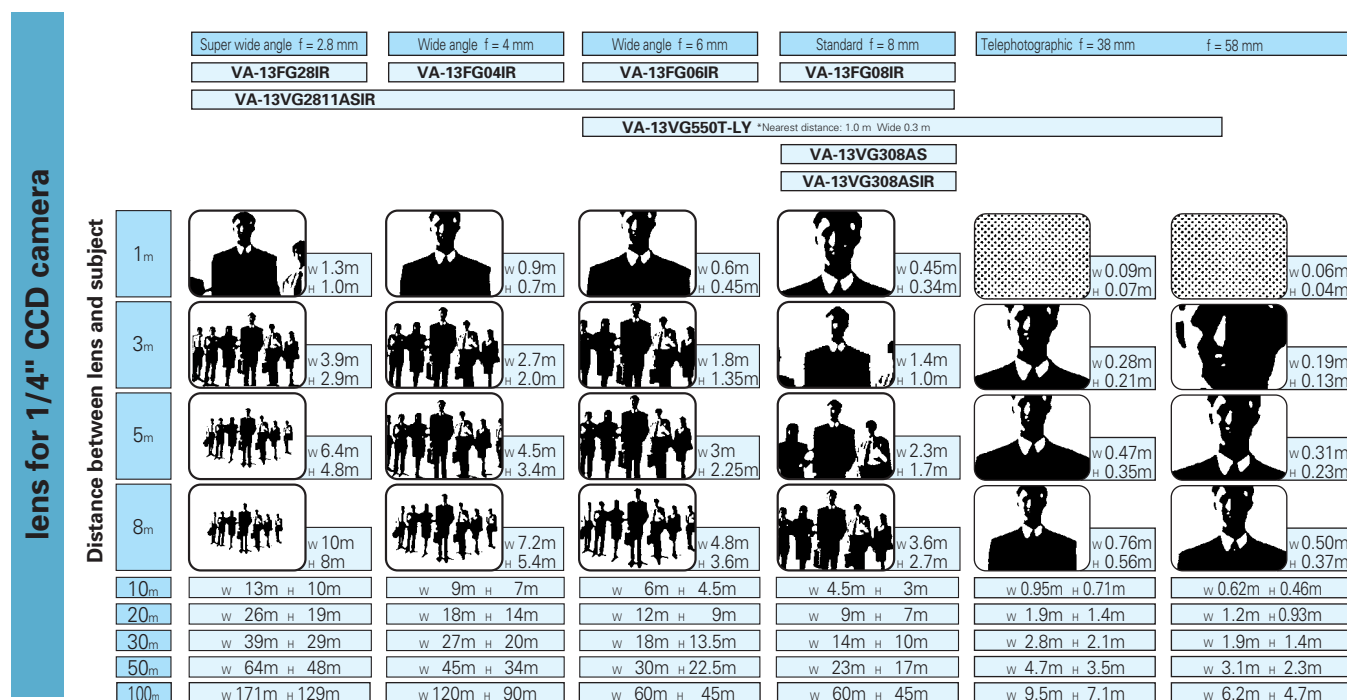 lens for 1/4" CCD camera
Super wide angle f = 2.8 mm Wide angle f = 4 mm Wide angle f = 6 mm Standard f = 8 mm Telephotographic f = 38 mm f = 58 mm
VA-13FG28IR VA-13FG04IR VA-13FG06IR VA-13FG08IR
VA-13VG2811ASIR
VA-13VG550T-LY *Nearest distance: 1.0 m Wide 0.3 m
VA-13VG308AS
VA-13VG308ASIR
Distance between lens and subject
1m
W 1.3m W 0.9m W 0.6m W 0.45m W 0.09m W 0.06m
H 1.0m H 0.7m H 0.45m H 0.34m H 0.07m H 0.04m
3m
W 3.9m W 2.7m W 1.8m W 1.4m W 0.28m W 0.19m
H 2.9m H 2.0m H 1.35m H 1.0m H 0.21m H 0.13m
5m
W 6.4m W 4.5m W 3m W 2.3m W 0.47m W 0.31m
H 4.8m H 3.4m H 2.25m H 1.7m H 0.35m H 0.23m
8m
W 10m W 7.2m W 4.8m W 3.6m W 0.76m W 0.50m
H 8m H 5.4m H 3.6m H 2.7m H 0.56m H 0.37m
10m W 13m H 10m W 9m H 7m W 6m H 4.5m W 4.5m H 3m W 0.95m H 0.71m W 0.62m H 0.46m
20m W 26m H 19m W 18m H 14m W 12m H 9m W 9m H 7m W 1.9m H 1.4m W 1.2m H 0.93m
30m W 39m H 29m W 27m H 20m W 18m H 13.5m W 14m H 10m W 2.8m H 2.1m W 1.9m H 1.4m
50m W 64m H 48m W 45m H 34m W 30m H 22.5m W 23m H 17m W 4.7m H 3.5m W 3.1m H 2.3m
100m W 171m H 129m W 120m H 90m W 60m H 45m W 60m H 45m W 9.5m H 7.1m W 6.2m H 4.7m